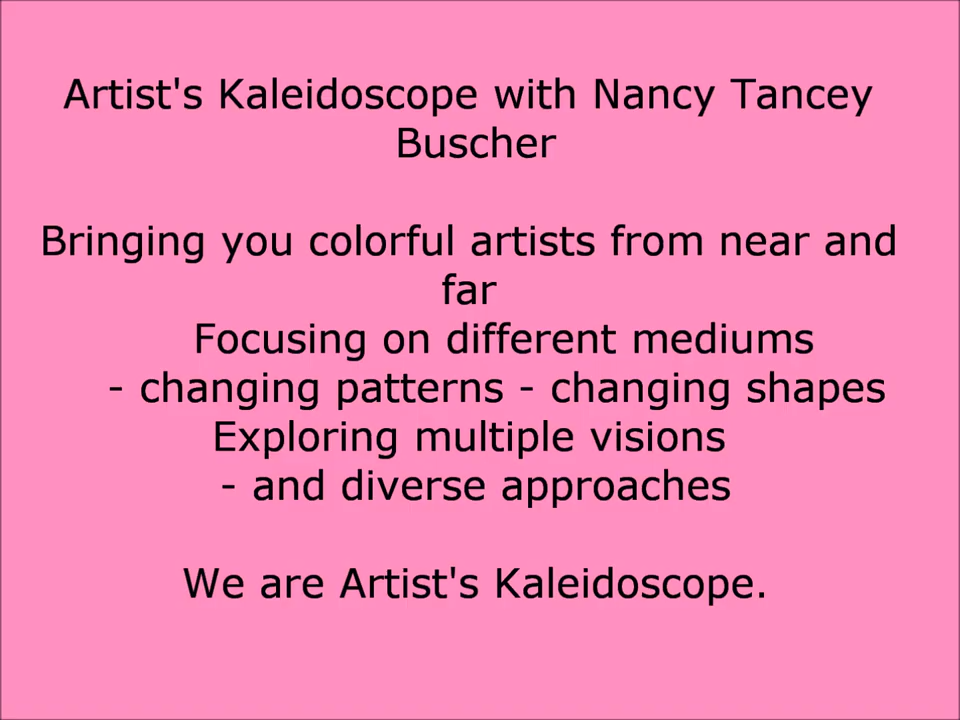 Artist's Kaleidoscope with Nancy Tancey
Buscher
Bringing you colorful artists from near and
far
Focusing on different mediums
- changing patterns - changing shapes
Exploring multiple visions
- and diverse approaches
We are Artist's Kaleidoscope.